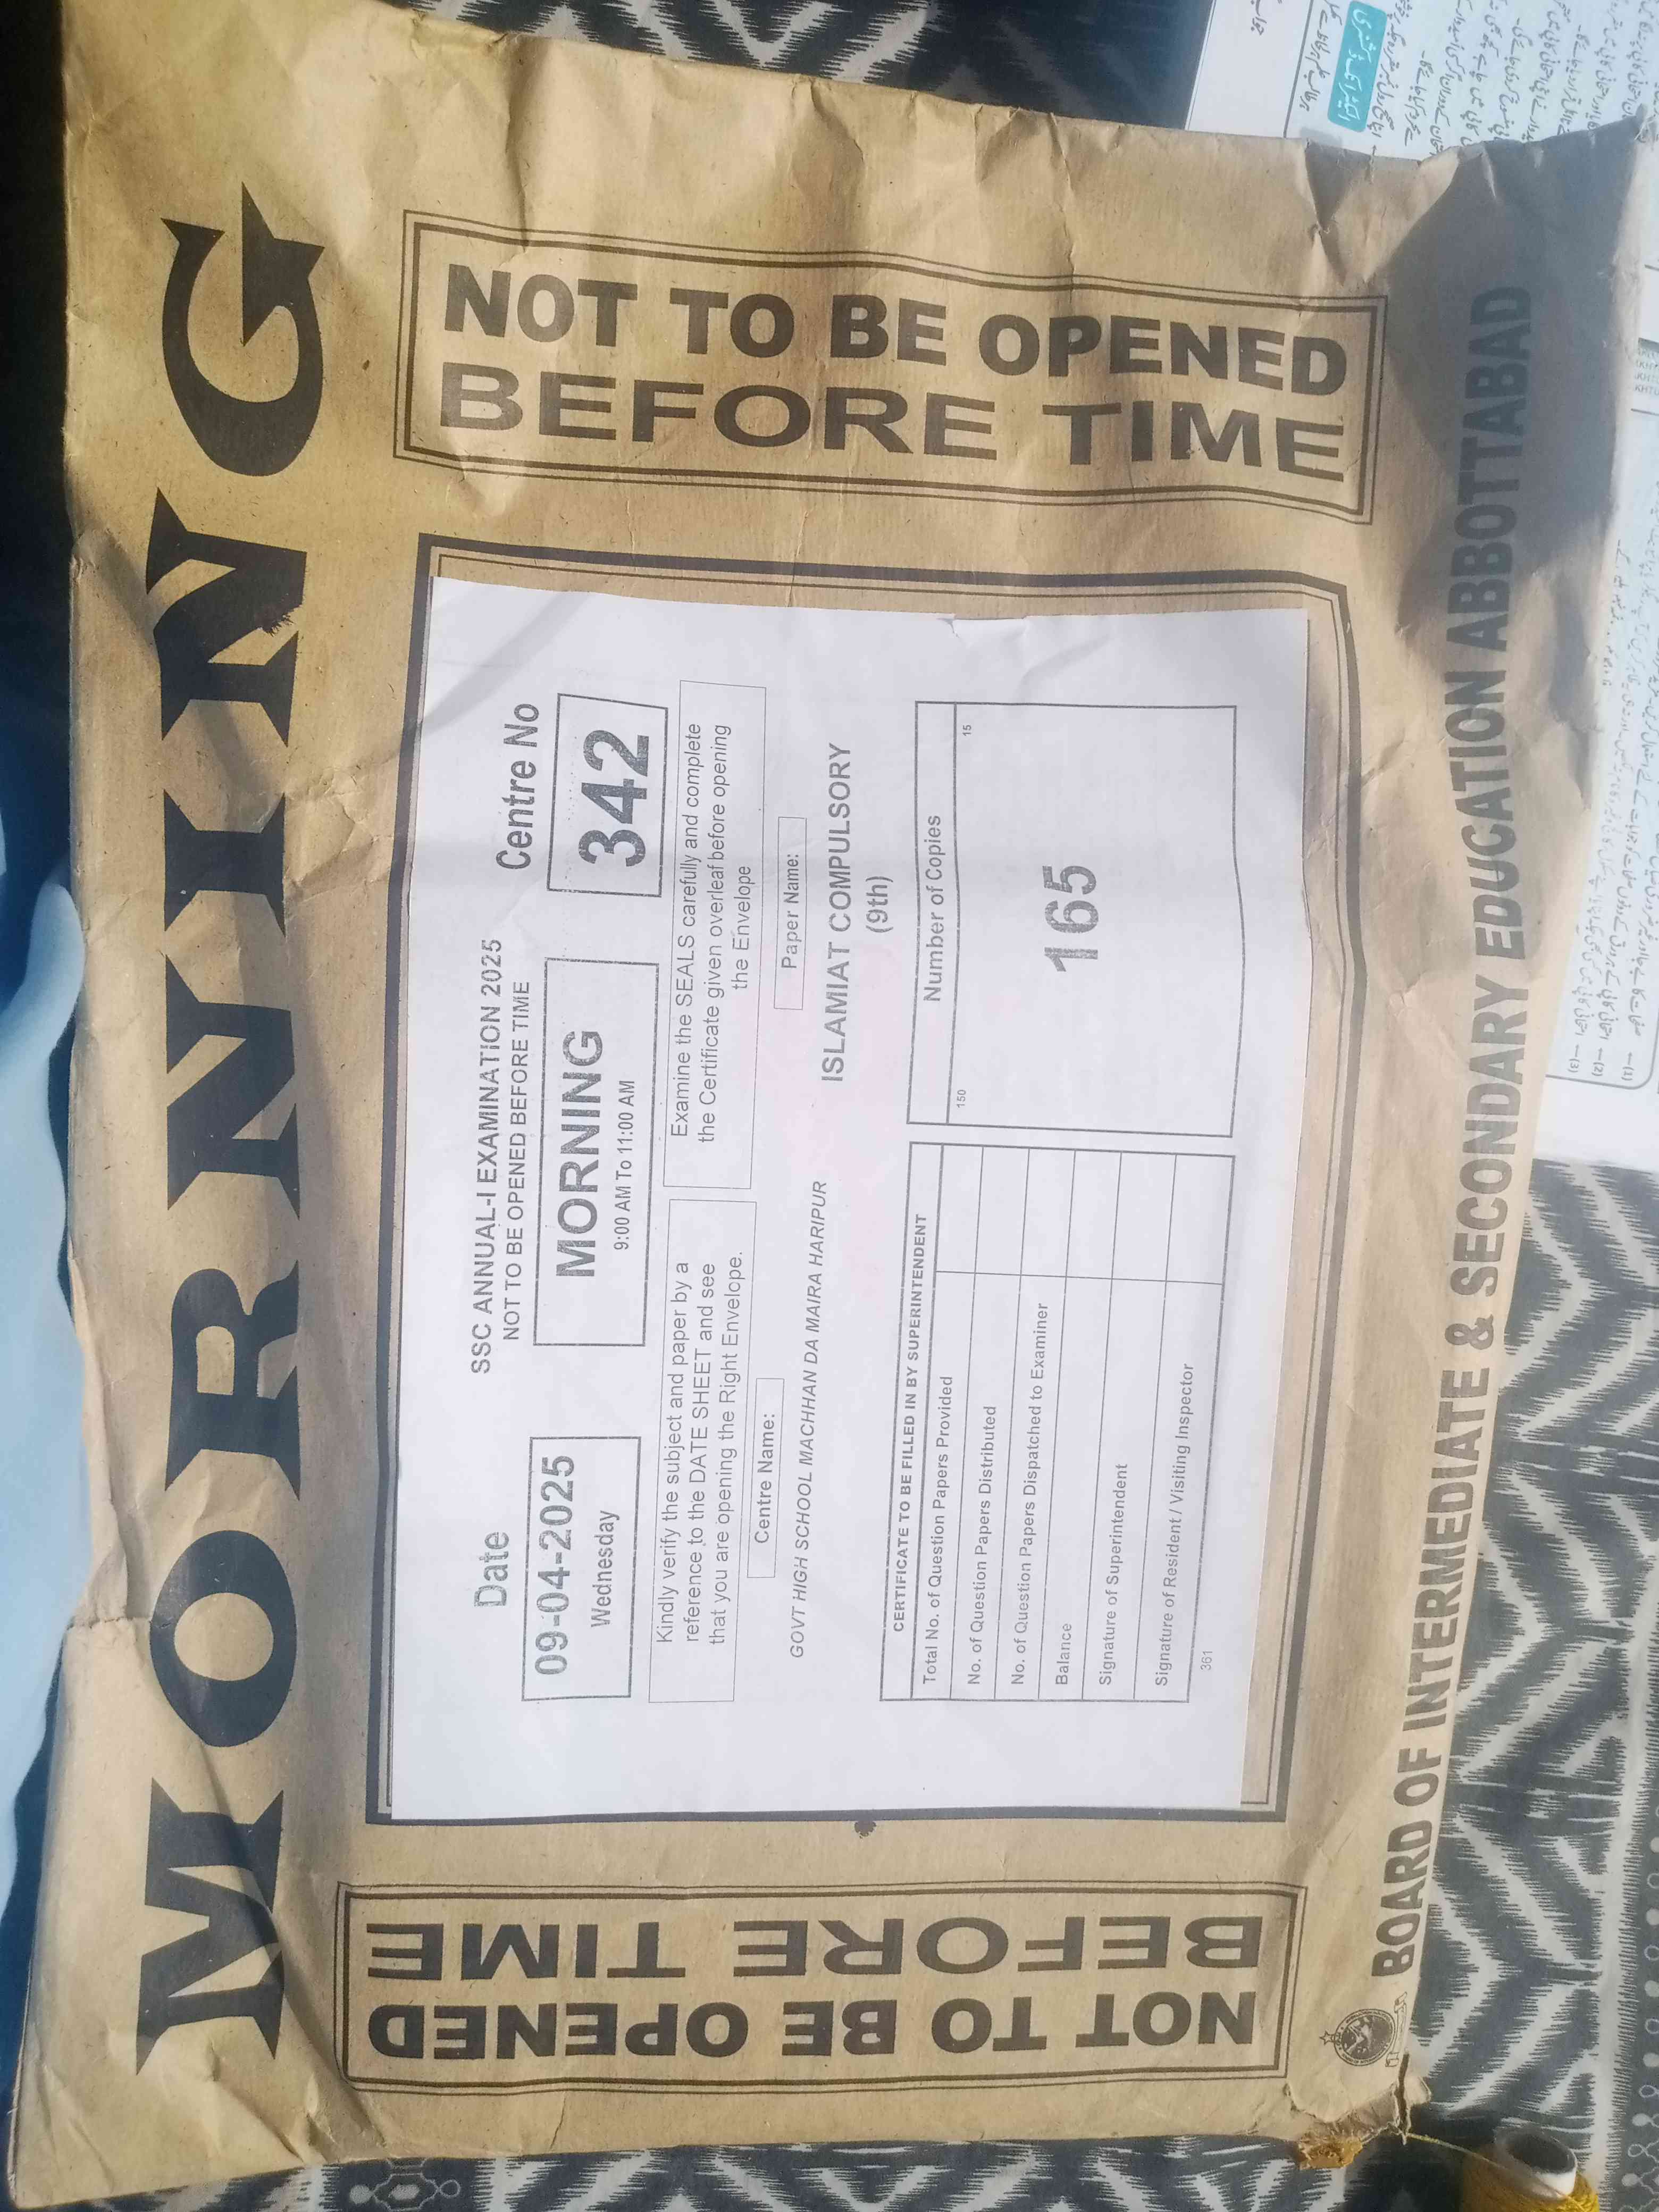 MORNING
NOT TO BE OPENED
BEFORE TIME
SSC ANNUAL-I EXAMINATION 2025
NOT TO BE OPENED BEFORE TIME
Date
09-04-2025
Wednesday
MORNING
9:00 AM To 11:00 AM
Centre No
342
Kindly verify the subject and paper by a
reference to the DATE SHEET and see
that you are opening the Right Envelope.
Examine the SEALS carefully and complete
the Certificate given overleaf before opening
the Envelope
Centre Name:
GOVT HIGH SCHOOL MACHHAN DA MAIRA HARIPUR
Paper Name:
ISLAMIAT COMPULSORY
(9th)
CERTIFICATE TO BE FILLED IN BY SUPERINTENDENT
Total No. of Question Papers Provided
No. of Question Papers Distributed
No. of Question Papers Dispatched to Examiner
Balance
Signature of Superintendent
Signature of Resident / Visiting Inspector
361
Number of Copies
150 15
165
NOT TO BE OPENED
BEFORE TIME
BOARD OF INTERMEDIATE & SECONDARY EDUCATION ABBOTTABAD